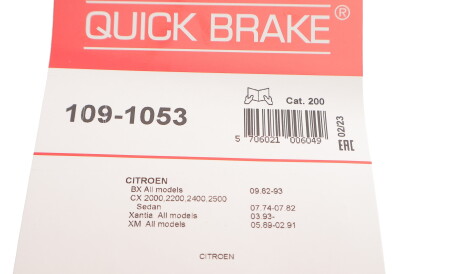 QUICK BRAKE®
109-1053
Cat. 200
5 706021 006049
02/23
EAC
CITROEN
BX All models 09.82-93
CX 2000,2200,2400,2500
Sedan 07.74-07.82
Xantia All models 03.93-
XM All models 05.89-02.91
CITROEN